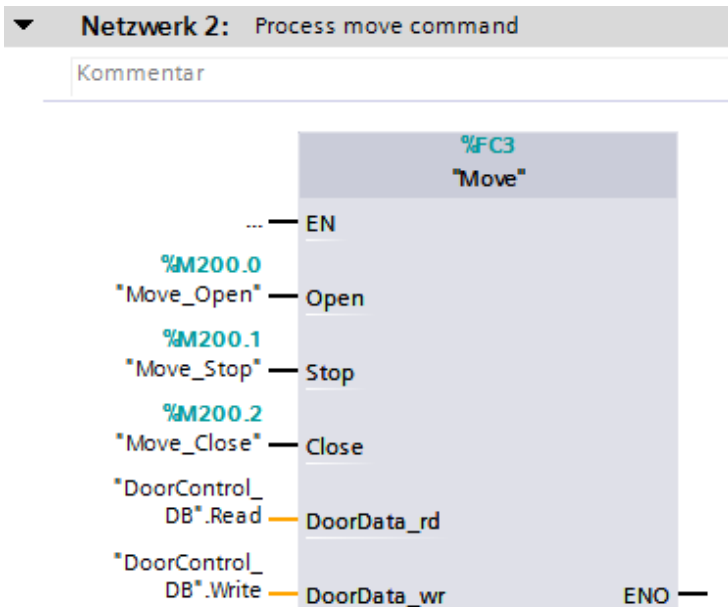 Netzwerk 2: Process move command
Kommentar
%FC3
"Move"
... EN
%M200.0
"Move_Open" Open
%M200.1
"Move_Stop" Stop
%M200.2
"Move_Close" Close
"DoorControl_
DB".Read DoorData_rd
"DoorControl_
DB".Write DoorData_wr ENO